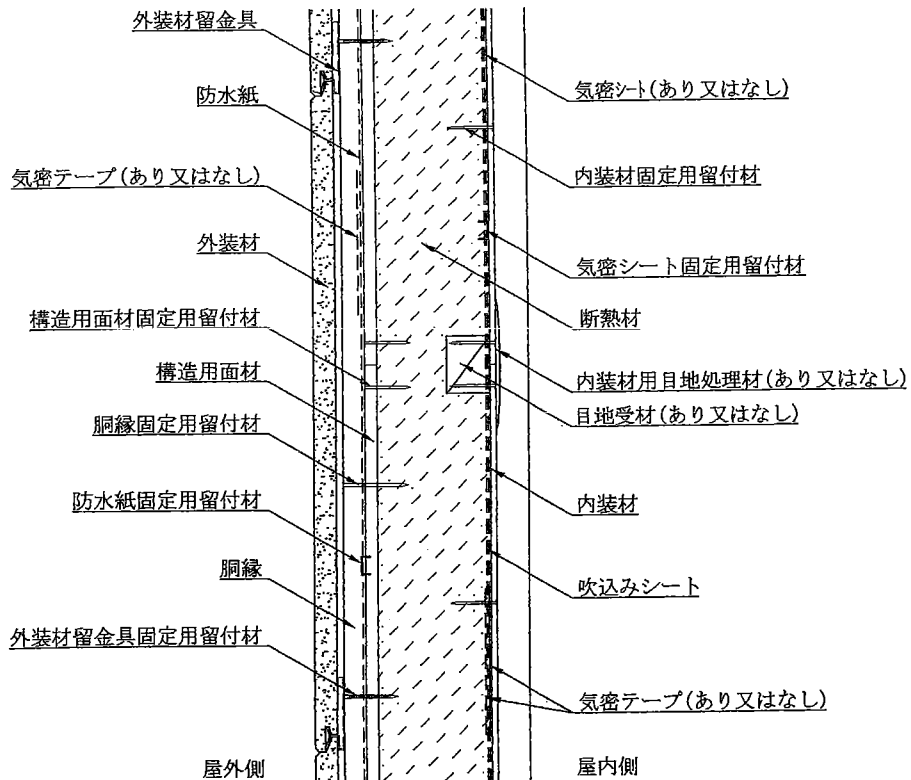 外装材留金具
防水紙
気密テープ(あり又はなし)
外装材
構造用面材固定用留付材
構造用面材
胴縁固定用留付材
防水紙固定用留付材
胴縁
外装材留金具固定用留付材
屋外側
気密シート(あり又はなし)
内装材固定用留付材
気密シート固定用留付材
断熱材
内装材用目地処理材(あり又はなし)
目地受材(あり又はなし)
内装材
吹込みシート
気密テープ(あり又はなし)
屋内側